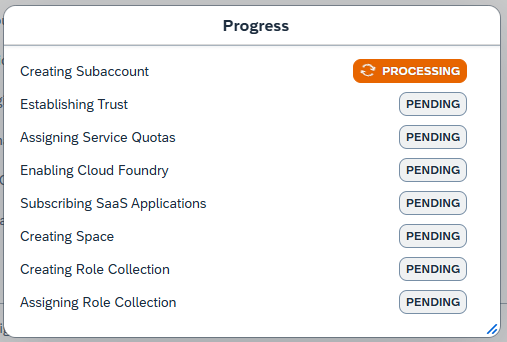 Progress
Creating Subaccount PROCESSING
Establishing Trust PENDING
Assigning Service Quotas PENDING
Enabling Cloud Foundry PENDING
Subscribing SaaS Applications PENDING
Creating Space PENDING
Creating Role Collection PENDING
Assigning Role Collection PENDING